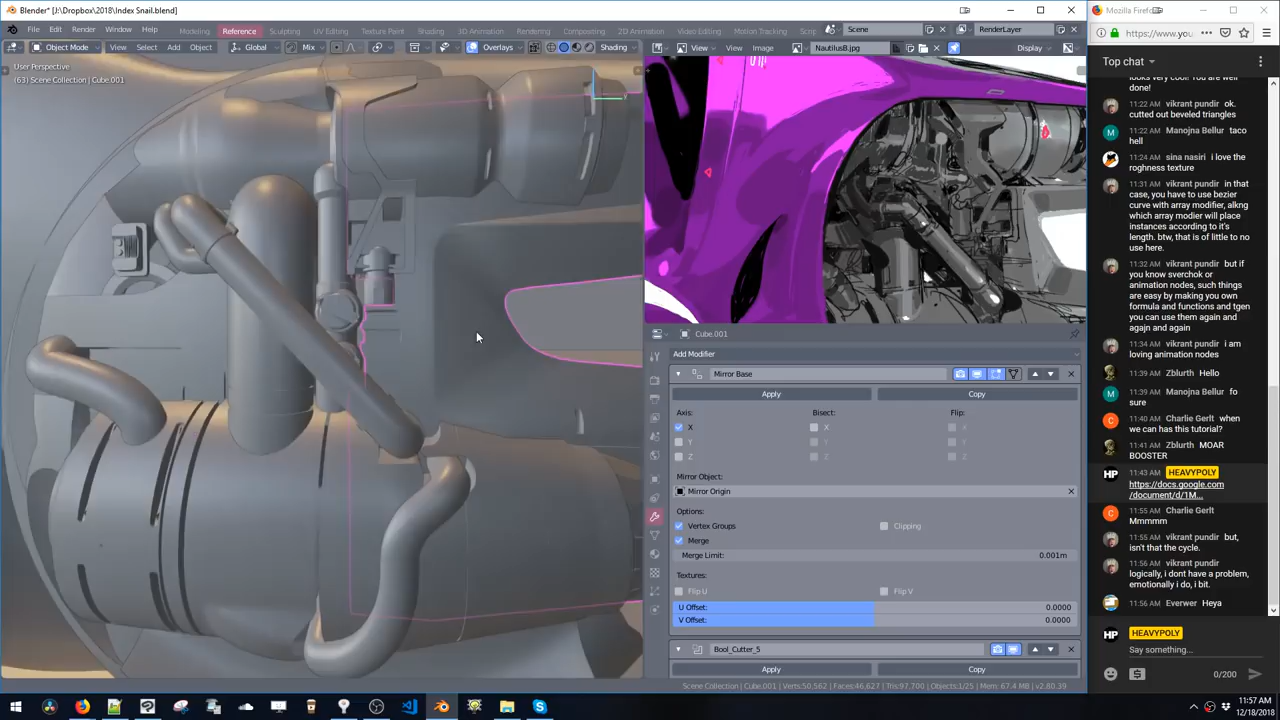 Blender* [J:\Dropbox\2018\Index Snail.blend]
File Edit Render Window Help Modeling Reference Sculpting UV Editing Texture Paint Shading 3D Animation Rendering Compositing 2D Animation Video Editing Motion Tracking Scene RenderLayer
Object Mode View Select Add Object Global Mix Overlays Shading
View View Image NautilusB.jpg Display
User Perspective
(63) Scene Collection | Cube.001
Cube.001
Add Modifier
Mirror Base
Apply Copy
Axis: Bisect: Flip:
X X X
Y Y Y
Z Z Z
Mirror Object:
Mirror Origin
Options:
Vertex Groups Clipping
Merge
Merge Limit: 0.001m
Textures:
Flip U Flip V
U Offset: 0.0000
V Offset: 0.0000
Bool_Cutter_5
Apply Copy
Scene Collection | Cube.001 | Verts:50,562 | Faces:46,627 | Tris:97,700 | Objects:1/25 | Mem: 67.4 MB | v2.80.39
Mozilla Firef
https://www.you
Top chat
looks very cool! You are well
done!
11:22 AM vikrant pundir ok.
cutted out beveled triangles
11:22 AM Manojna Bellur taco
hell
11:24 AM sina nasiri i love the
roghness texture
11:31 AM vikrant pundir in that
case, you have to use bezier
curve with array modifier, alkng
which array modier will place
instances according to it's
length. btw, that is of little to no
use here.
11:32 AM vikrant pundir but if
you know sverchok or
animation nodes, such things
are easy by making you own
formula and functions and tgen
you can use them again and
agajn and again
11:34 AM vikrant pundir i am
loving animation nodes
11:39 AM Zblurth Hello
11:39 AM Manojna Bellur fo
sure
11:40 AM Charlie Gerlt when
we can has this tutorial?
11:41 AM Zblurth MOAR
BOOSTER
11:43 AM HEAVYPOLY
https://docs.google.com
/document/d/1M...
11:55 AM Charlie Gerlt
Mmmmm
11:55 AM vikrant pundir but,
isn't that the cycle.
11:56 AM vikrant pundir
logically, i dont have a problem,
emotionally i do, i bit.
11:56 AM Everwer Heya
HEAVYPOLY
Say something...
0/200
11:57 AM
12/18/2018